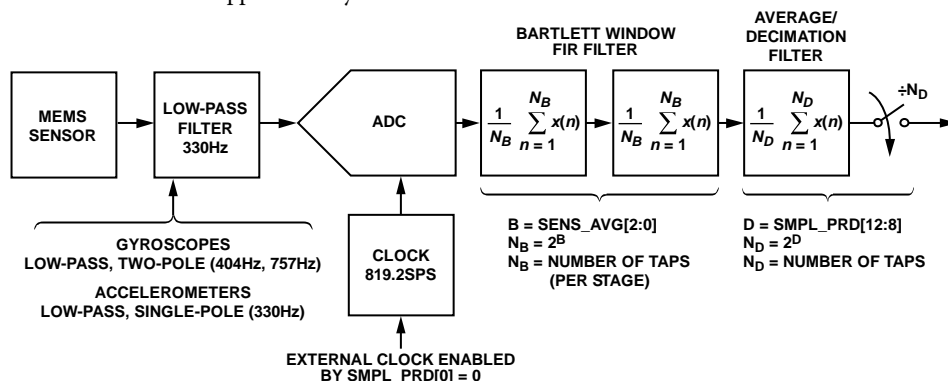 BARTLETT WINDOW
FIR FILTER
AVERAGE/
DECIMATION
FILTER
MEMS
SENSOR
LOW-PASS
FILTER
330Hz
ADC
1/N_B N_B ∑ n = 1 x(n)
1/N_B N_B ∑ n = 1 x(n)
1/N_D N_D ∑ n = 1 x(n)
÷N_D
GYROSCOPES
LOW-PASS, TWO-POLE (404Hz, 757Hz)
ACCELEROMETERS
LOW-PASS, SINGLE-POLE (330Hz)
CLOCK
819.2SPS
EXTERNAL CLOCK ENABLED
BY SMPL_PRD[0] = 0
B = SENS_AVG[2:0]
N_B = 2^B
N_B = NUMBER OF TAPS
(PER STAGE)
D = SMPL_PRD[12:8]
N_D = 2^D
N_D = NUMBER OF TAPS